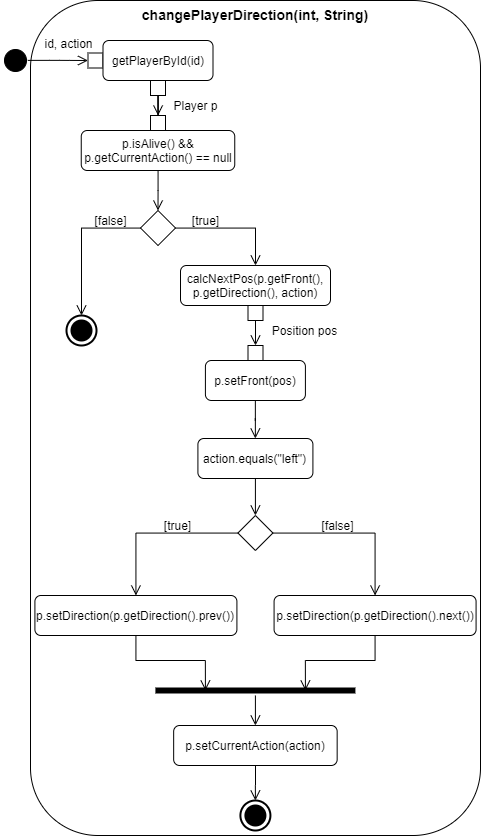 changePlayerDirection(int, String)
id, action
getPlayerById(id)
Player p
p.isAlive() &&
p.getCurrentAction() == null
[false]
[true]
calcNextPos(p.getFront(),
p.getDirection(), action)
Position pos
p.setFront(pos)
action.equals("left")
[true]
[false]
p.setDirection(p.getDirection().prev())
p.setDirection(p.getDirection().next())
p.setCurrentAction(action)